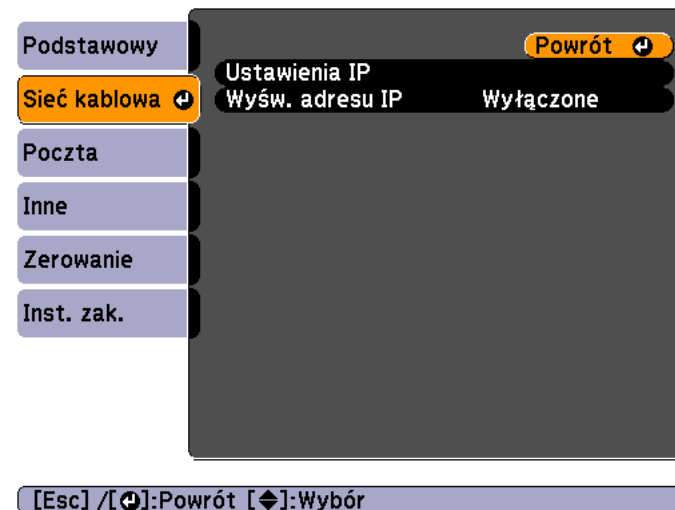 Podstawowy
Powrót
Ustawienia IP
Sieć kablowa
Wyśw. adresu IP Wyłączone
Poczta
Inne
Zerowanie
Inst. zak.
[Esc] /[⏎]:Powrót [◆]:Wybór